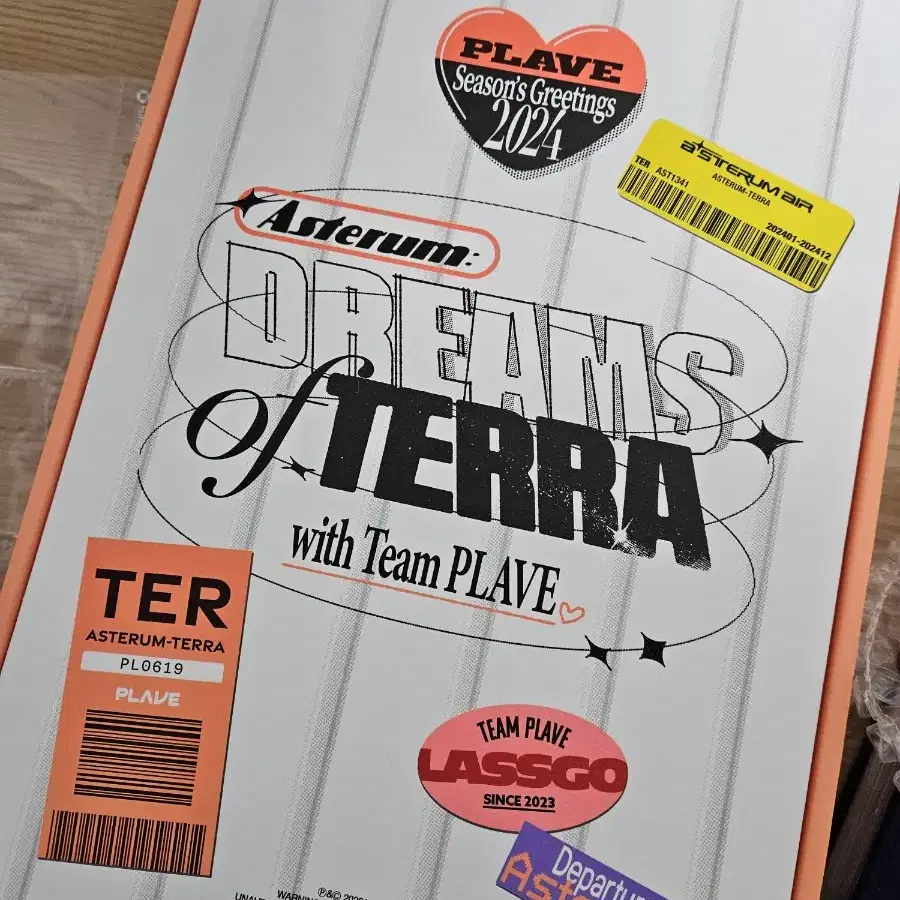 PLAVE
Season's Greetings
2024
asterum air
ASTERUM-TERRA
TER AST1341
202401-202412
Asterum:
DREAMS
of TERRA
with Team PLAVE
TER
ASTERUM-TERRA
PL0619
PLAVE
TEAM PLAVE
LASSGO
SINCE 2023